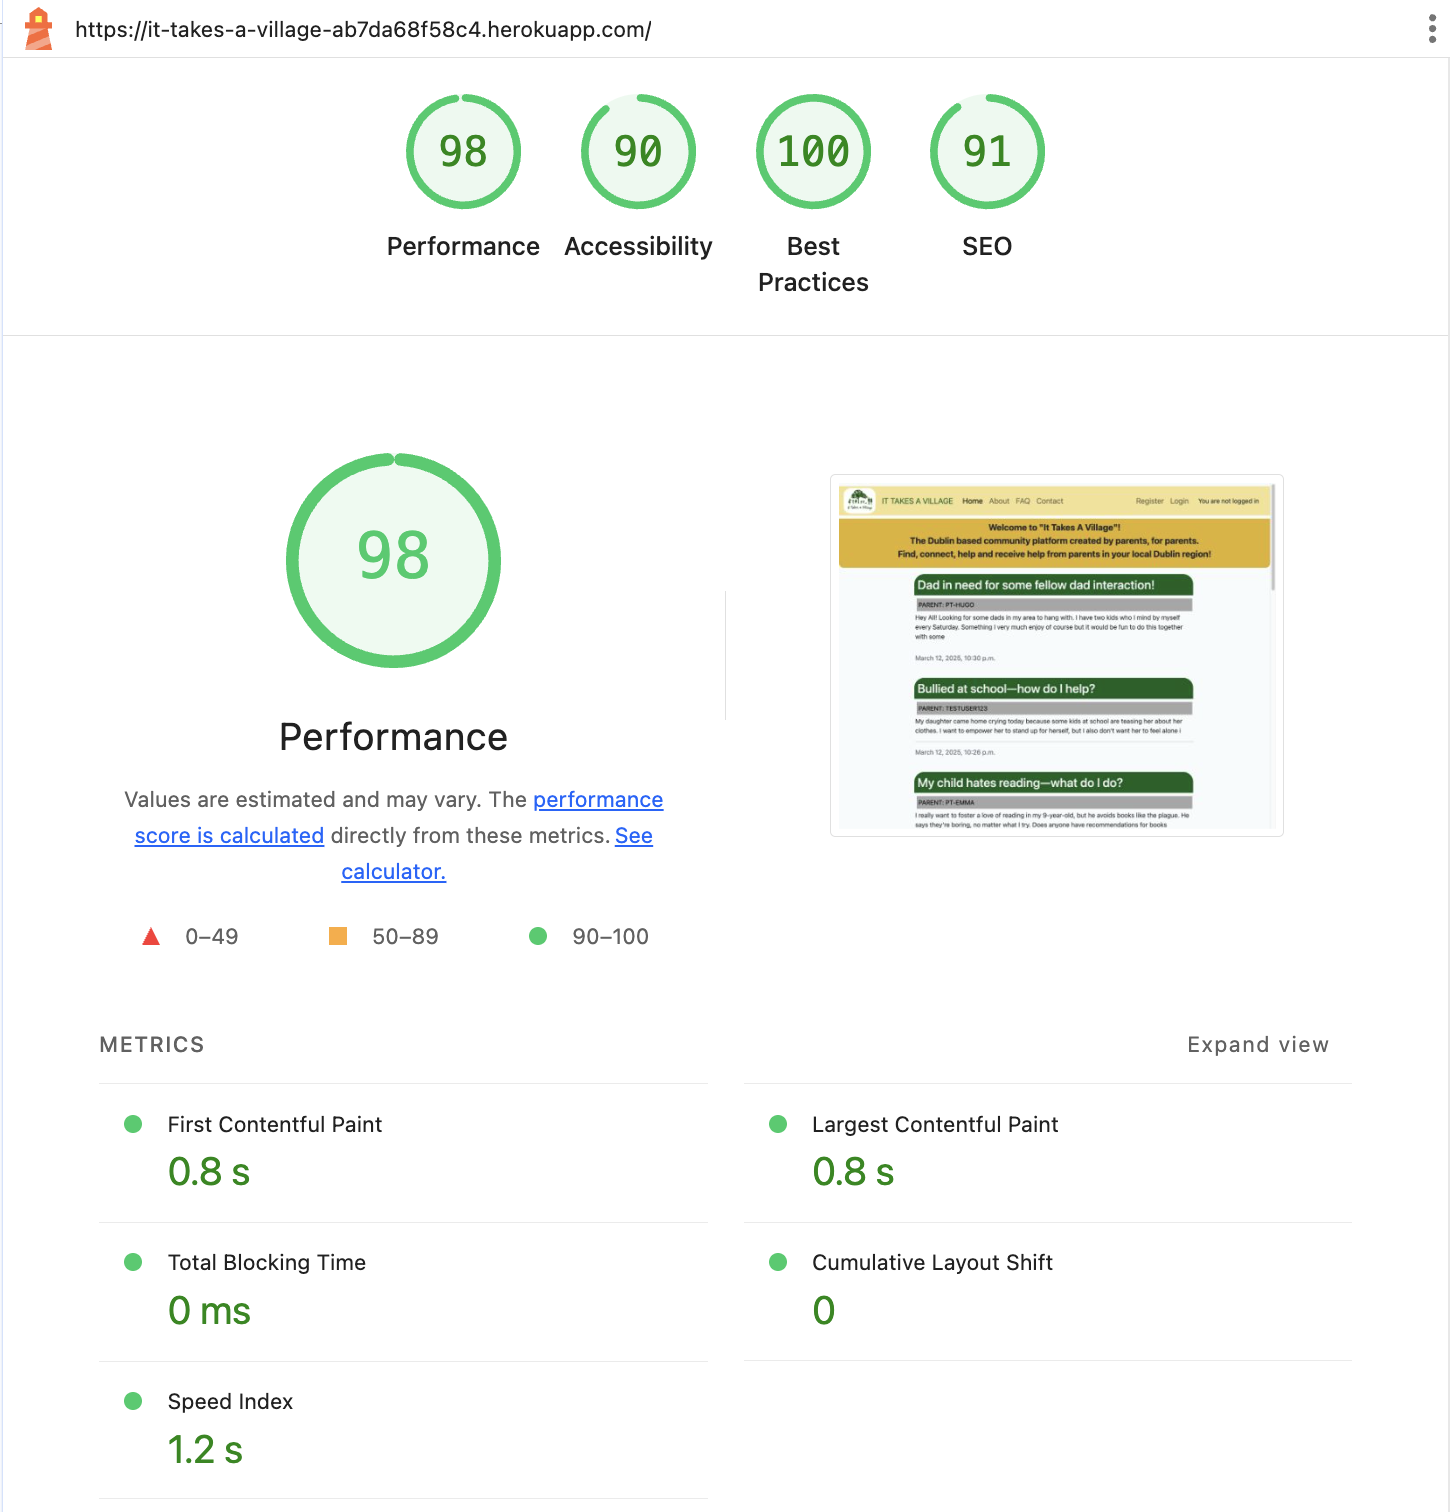 https://it-takes-a-village-ab7da68f58c4.herokuapp.com/
98
90
100
91
Performance
Accessibility
Best
Practices
SEO
98
Performance
Values are estimated and may vary. The performance
score is calculated directly from these metrics. See
calculator.
0–49
50–89
90–100
IT TAKES A VILLAGE Home About FAQ Contact Register Login You are not logged in
Welcome to "It Takes A Village"!
The Dublin based community platform created by parents, for parents.
Find, connect, help and receive help from parents in your local Dublin region!
Dad in need for some fellow dad interaction!
PARENT: PT-HUGO
Hey All! Looking for some dads in my area to hang with. I have two kids who I mind by myself
every Saturday. Something I very much enjoy of course but it would be fun to do this together
with some
March 12, 2025, 10:30 p.m.
Bullied at school—how do I help?
PARENT: TESTUSER123
My daughter came home crying today because some kids at school are teasing her about her
clothes. I want to empower her to stand up for herself, but I also don't want her to feel alone i
March 12, 2025, 10:26 p.m.
My child hates reading—what do I do?
PARENT: PT-EMMA
I really want to foster a love of reading in my 9-year-old, but he avoids books like the plague. He
says they're boring, no matter what I try. Does anyone have recommendations for books
METRICS
Expand view
First Contentful Paint
0.8 s
Largest Contentful Paint
0.8 s
Total Blocking Time
0 ms
Cumulative Layout Shift
0
Speed Index
1.2 s